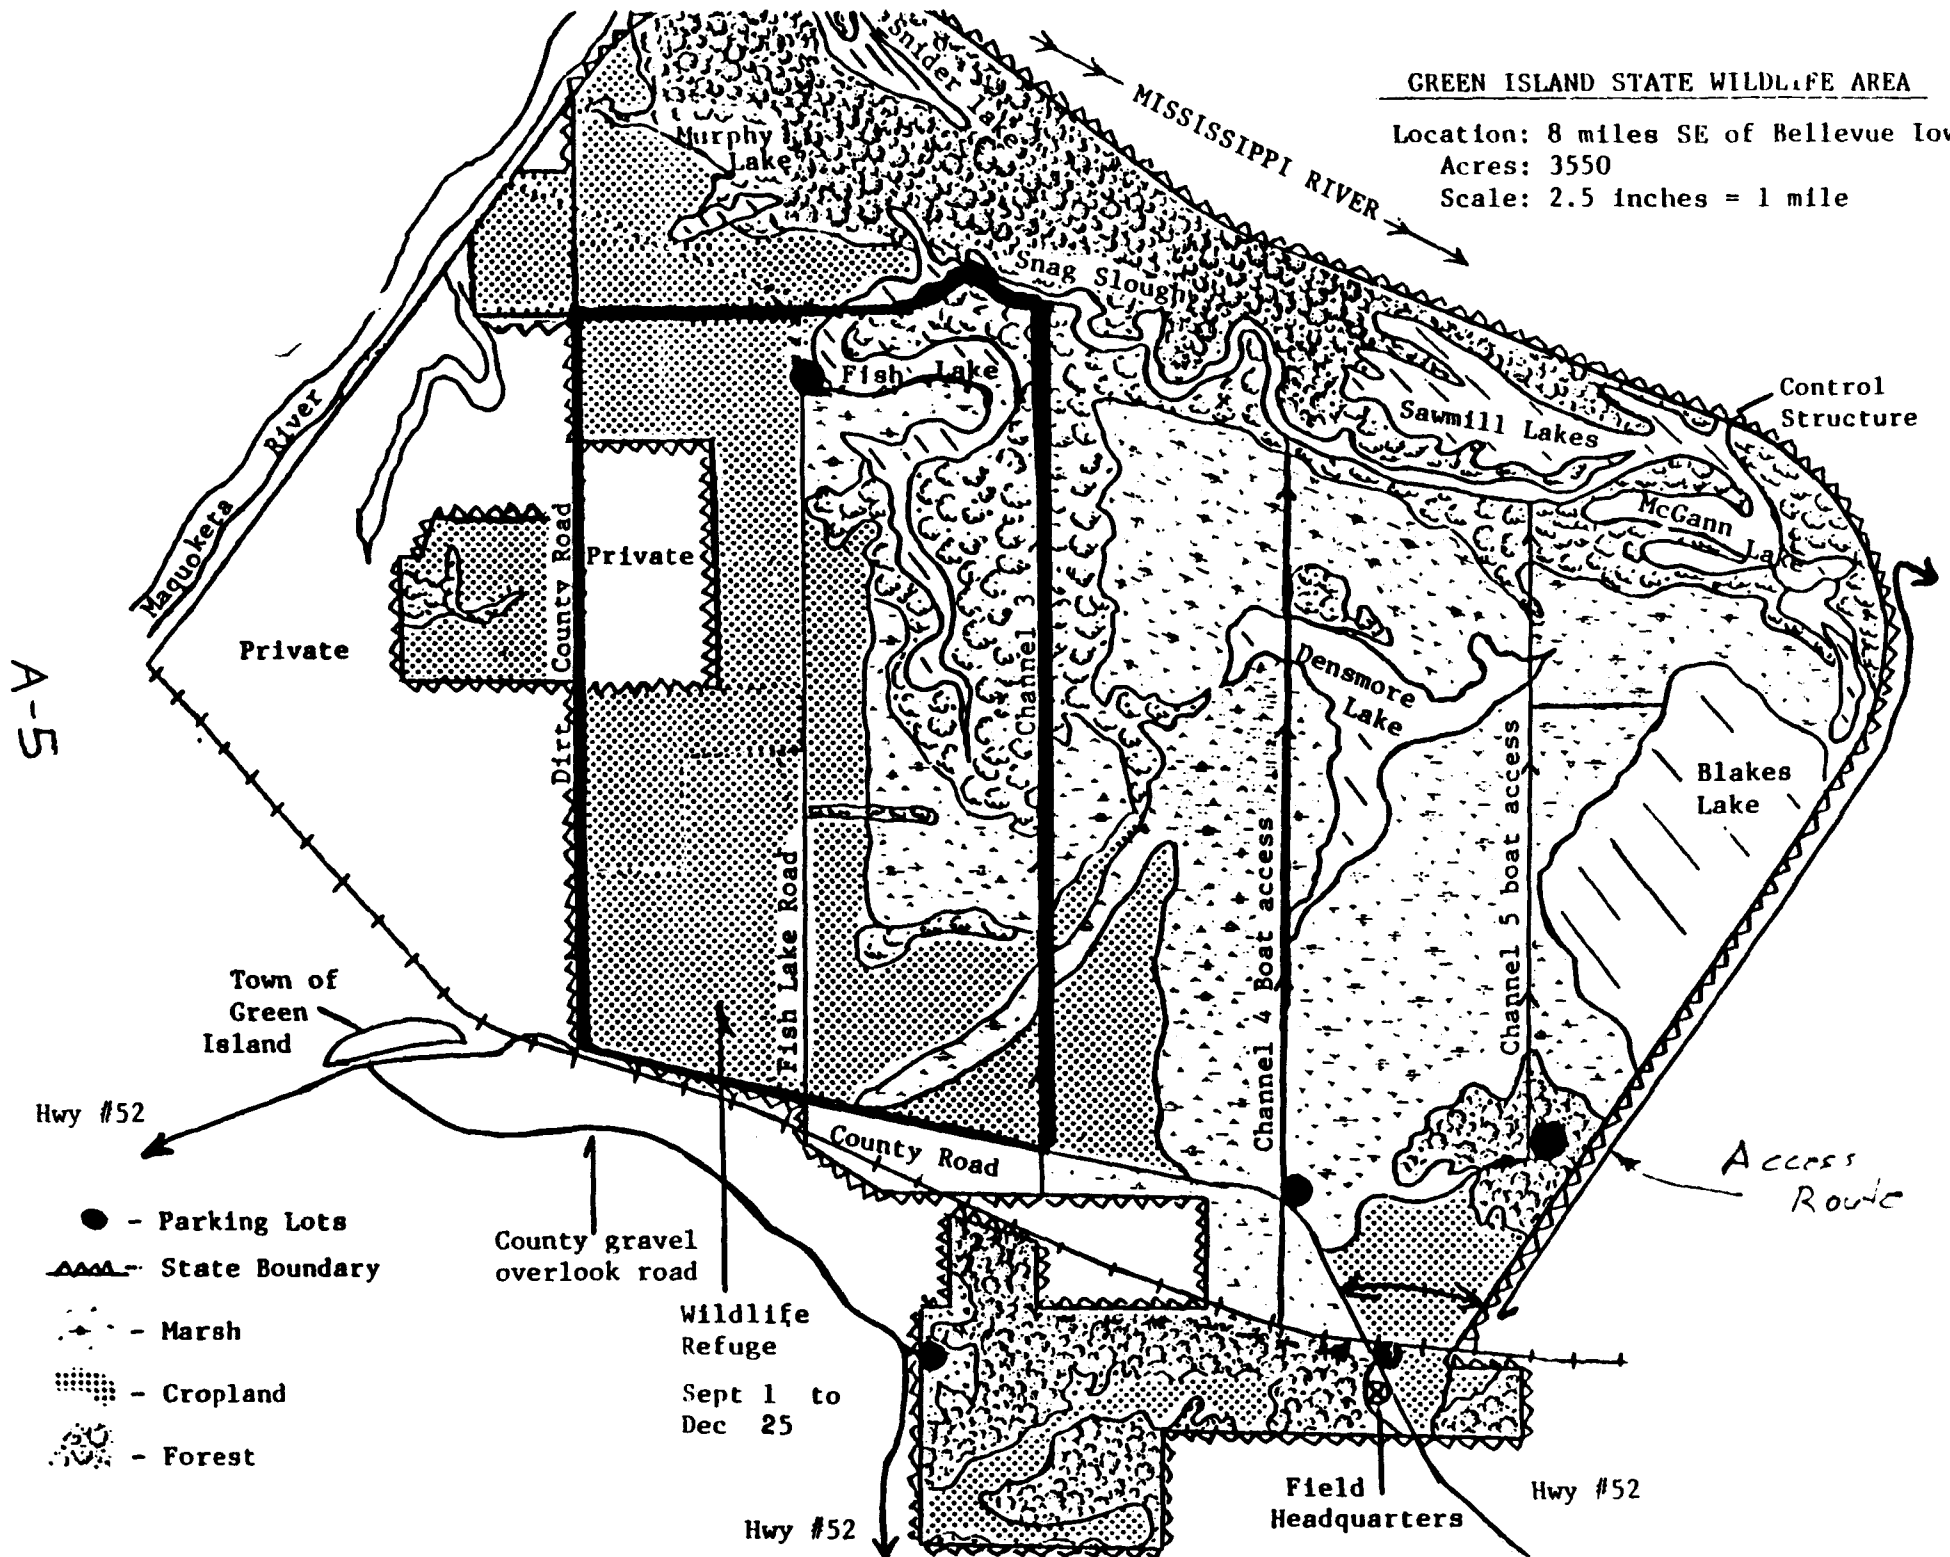 GREEN ISLAND STATE WILDLIFE AREA
Location: 8 miles SE of Bellevue Iow
Acres: 3550
Scale: 2.5 inches = 1 mile
MISSISSIPPI RIVER
Snider Lake
Murphy
Lake
Snag Slough
Fish Lake
Sawmill Lakes
Control
Structure
McGann
Lake
Maquoketa River
Private
Private
Dirt County Road
Channel 3
Densmore
Lake
Blakes
Lake
Fish Lake Road
Channel 4 Boat access
Channel 5 boat access
A-5
Town of
Green
Island
Hwy #52
County Road
Access
Route
- Parking Lots
- State Boundary
- Marsh
- Cropland
- Forest
County gravel
overlook road
Wildlife
Refuge
Sept 1 to
Dec 25
Hwy #52
Field
Headquarters
Hwy #52